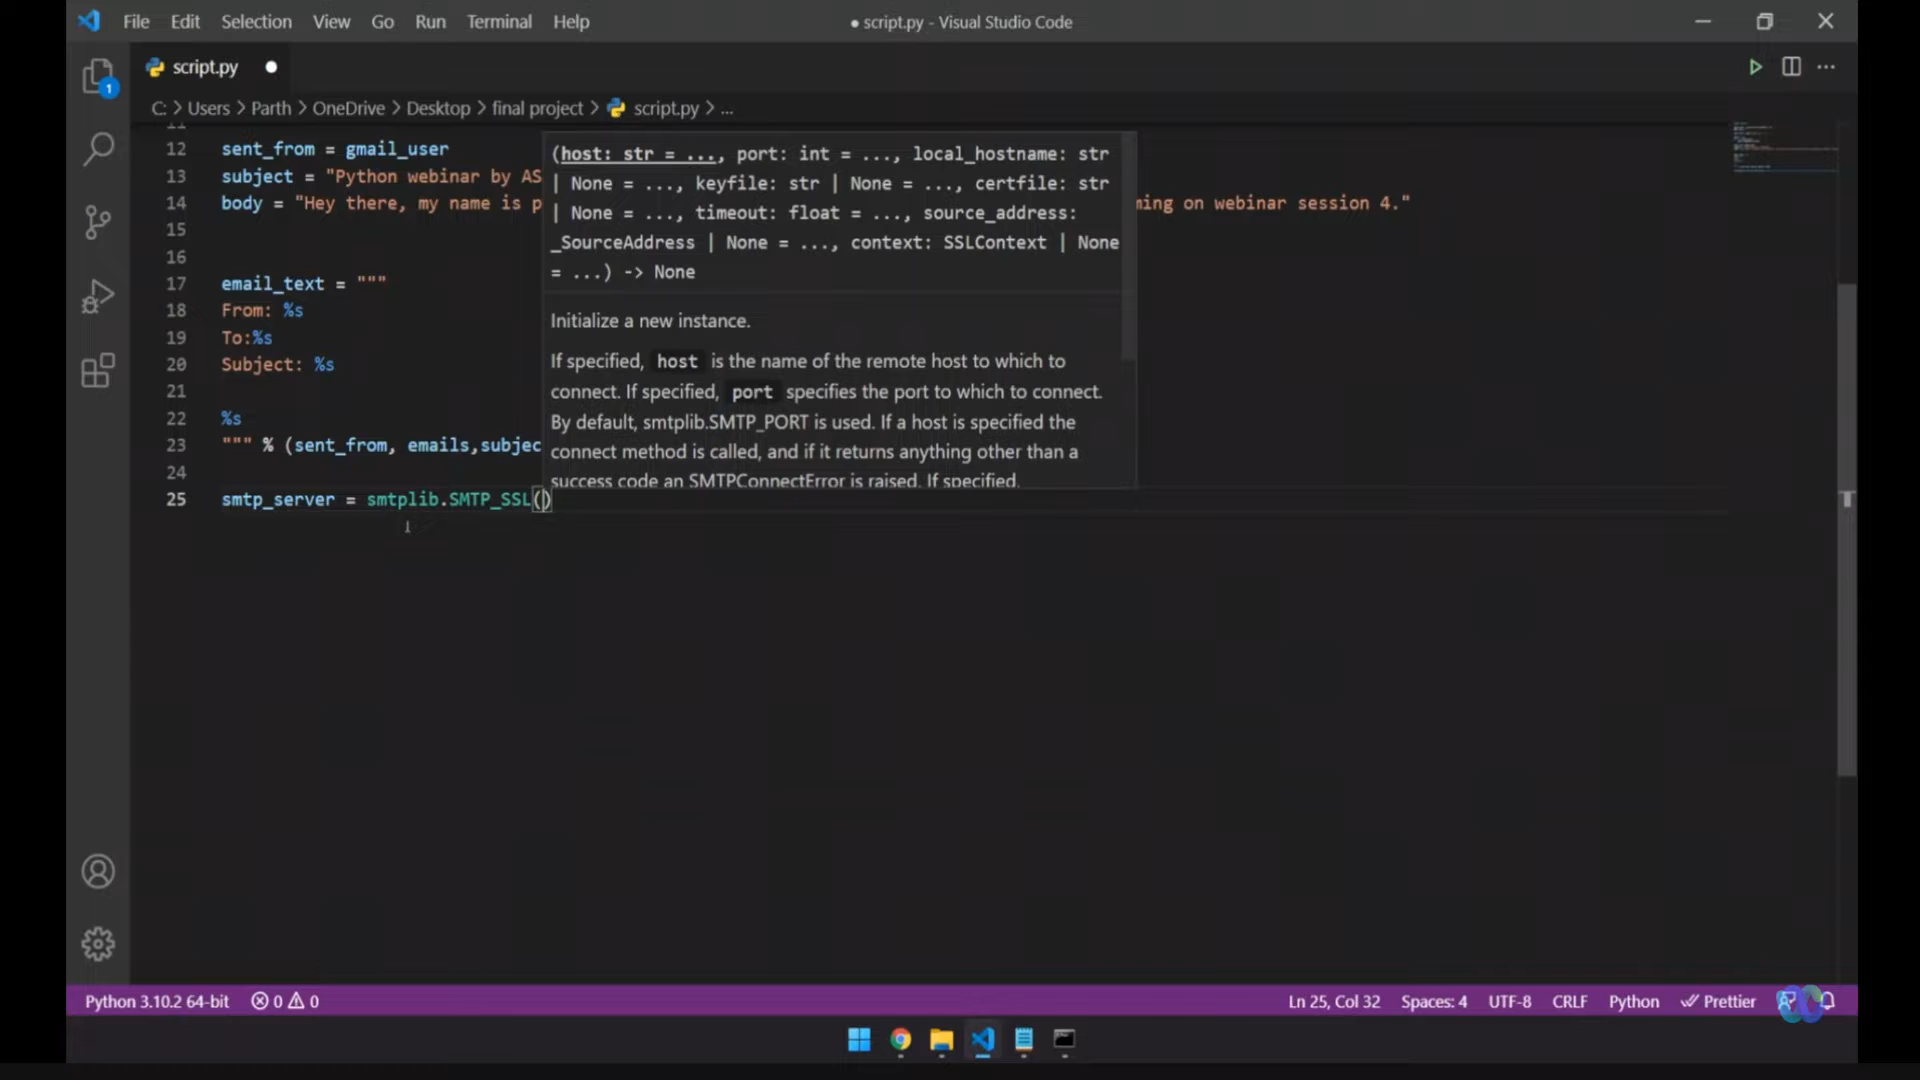 File Edit Selection View Go Run Terminal Help
● script.py - Visual Studio Code
1
script.py ●
C: > Users > Parth > OneDrive > Desktop > final project > script.py > ...
11
12 sent_from = gmail_user
13 subject = "Python webinar by AS
14 body = "Hey there, my name is p
ming on webinar session 4."
15
16
17 email_text = """
18 From: %s
19 To:%s
20 Subject: %s
21
22 %s
23 """ % (sent_from, emails,subjec
24
25 smtp_server = smtplib.SMTP_SSL()
(host: str = ..., port: int = ..., local_hostname: str
| None = ..., keyfile: str | None = ..., certfile: str
| None = ..., timeout: float = ..., source_address:
_SourceAddress | None = ..., context: SSLContext | None
= ...) -> None
Initialize a new instance.
If specified, host is the name of the remote host to which to
connect. If specified, port specifies the port to which to connect.
By default, smtplib.SMTP_PORT is used. If a host is specified the
connect method is called, and if it returns anything other than a
success code an SMTPConnectError is raised. If specified,
Python 3.10.2 64-bit 0 0
Ln 25, Col 32 Spaces: 4 UTF-8 CRLF Python Prettier